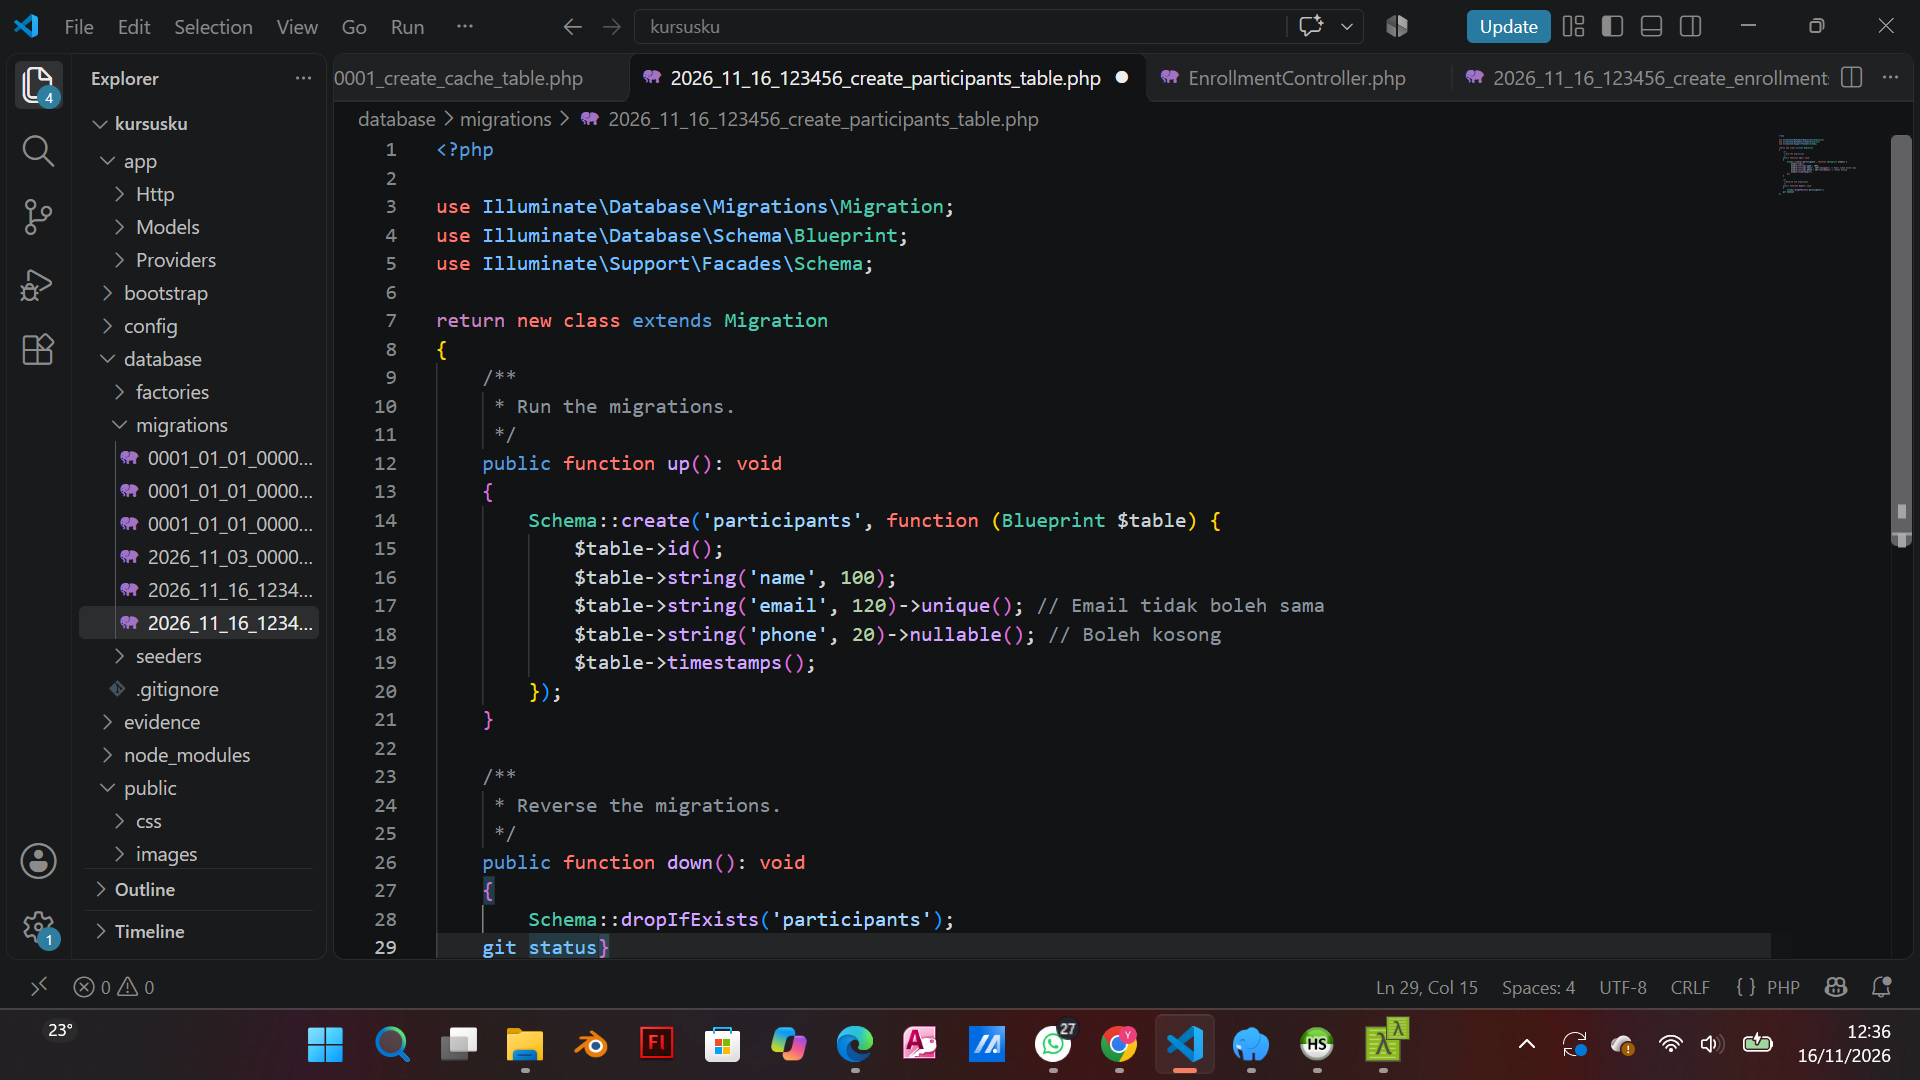 File Edit Selection View Go Run ··· kursusku Update
Explorer ···
0001_create_cache_table.php 2026_11_16_123456_create_participants_table.php EnrollmentController.php 2026_11_16_123456_create_enrollments
database > migrations > 2026_11_16_123456_create_participants_table.php
4
kursusku
app
Http
Models
Providers
bootstrap
config
database
factories
migrations
0001_01_01_0000...
0001_01_01_0000...
0001_01_01_0000...
2026_11_03_0000...
2026_11_16_1234...
2026_11_16_1234...
seeders
.gitignore
evidence
node_modules
public
css
images
Outline
Timeline
1
1 <?php
2
3 use Illuminate\Database\Migrations\Migration;
4 use Illuminate\Database\Schema\Blueprint;
5 use Illuminate\Support\Facades\Schema;
6
7 return new class extends Migration
8 {
9 /**
10 * Run the migrations.
11 */
12 public function up(): void
13 {
14 Schema::create('participants', function (Blueprint $table) {
15 $table->id();
16 $table->string('name', 100);
17 $table->string('email', 120)->unique(); // Email tidak boleh sama
18 $table->string('phone', 20)->nullable(); // Boleh kosong
19 $table->timestamps();
20 });
21 }
22
23 /**
24 * Reverse the migrations.
25 */
26 public function down(): void
27 {
28 Schema::dropIfExists('participants');
29 git status}
0 0 Ln 29, Col 15 Spaces: 4 UTF-8 CRLF { } PHP
23°
Fl
A
27
Y
HS
λ
λ
12:36
16/11/2026